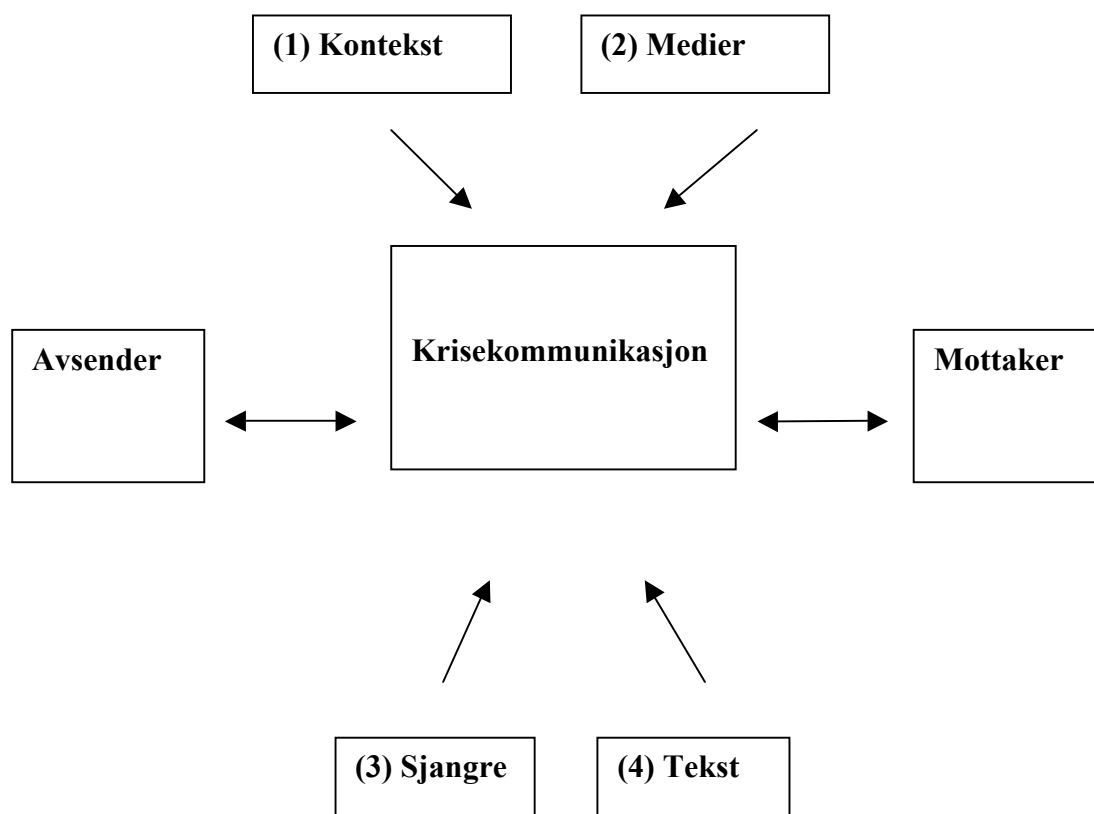 (1) Kontekst
(2) Medier
Krisekommunikasjon
Avsender
Mottaker
(3) Sjangre
(4) Tekst